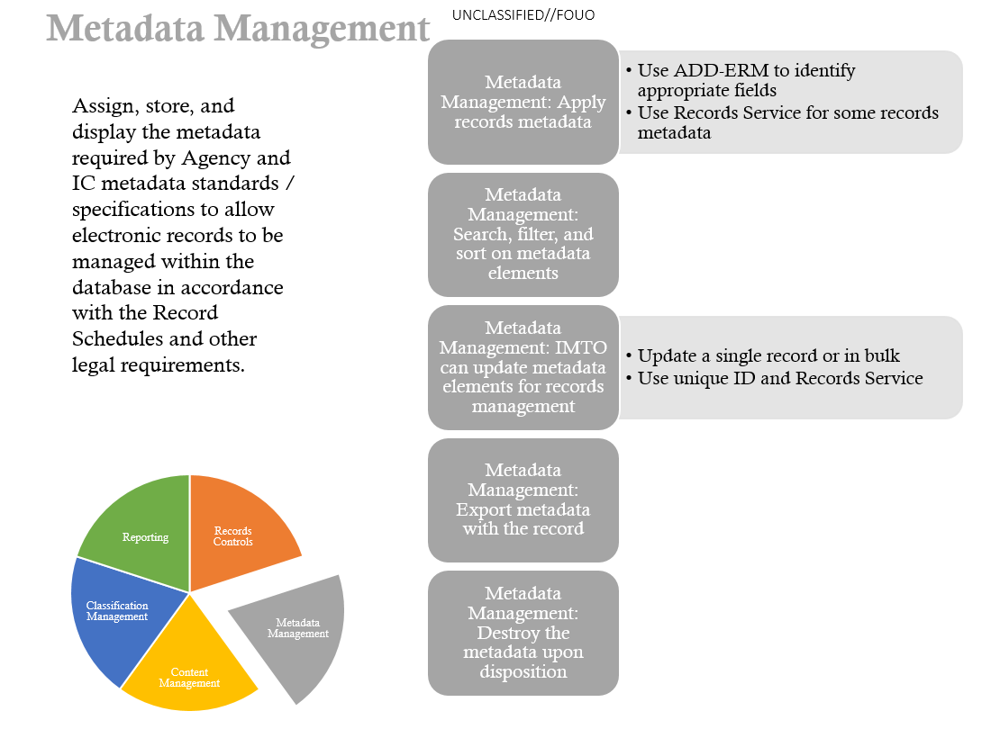 Metadata Management
UNCLASSIFIED//FOUO
Assign, store, and
display the metadata
required by Agency and
IC metadata standards /
specifications to allow
electronic records to be
managed within the
database in accordance
with the Record
Schedules and other
legal requirements.
Metadata
Management: Apply
records metadata
• Use ADD-ERM to identify
appropriate fields
• Use Records Service for some records
metadata
Metadata
Management:
Search, filter, and
sort on metadata
elements
Metadata
Management: IMTO
can update metadata
elements for records
management
• Update a single record or in bulk
• Use unique ID and Records Service
Metadata
Management:
Export metadata
with the record
Metadata
Management:
Destroy the
metadata upon
disposition
Reporting
Records
Controls
Classification
Management
Metadata
Management
Content
Management